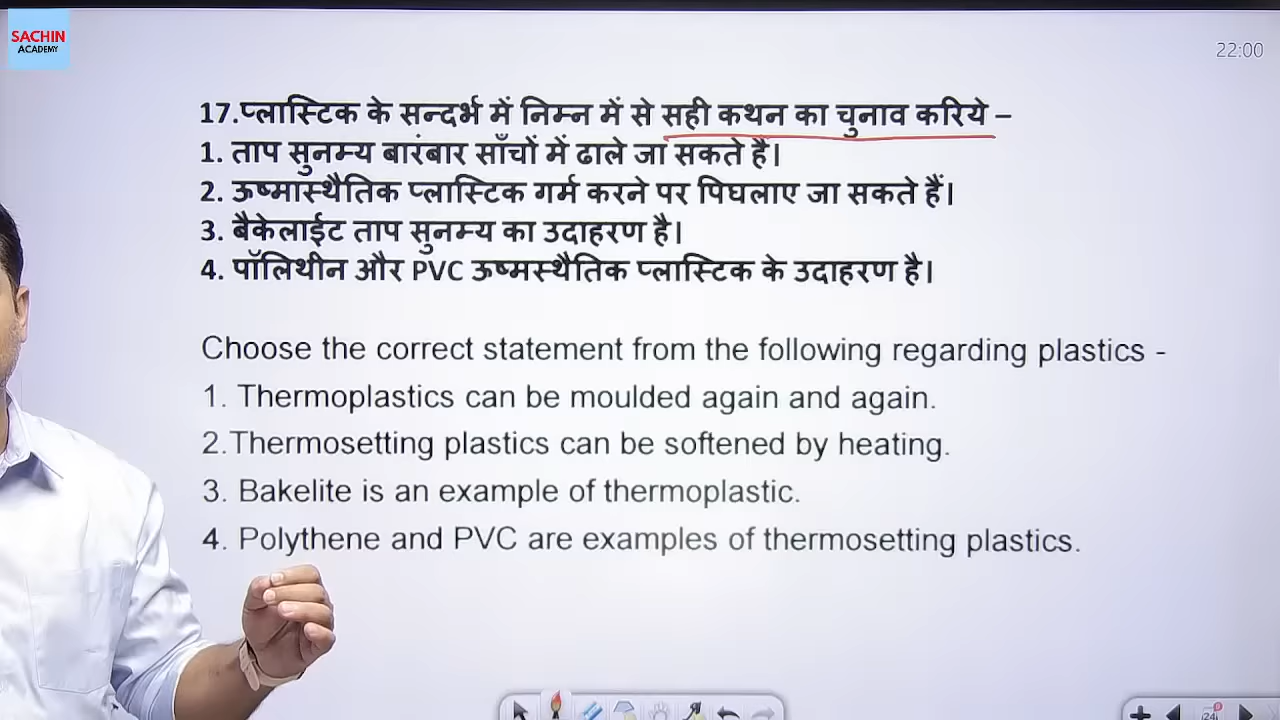 SACHIN
ACADEMY
22:00
17.प्लास्टिक के सन्दर्भ में निम्न में से सही कथन का चुनाव करिये –
1. ताप सुनम्य बारंबार साँचों में ढाले जा सकते हैं।
2. ऊष्मास्थैतिक प्लास्टिक गर्म करने पर पिघलाए जा सकते हैं।
3. बैकेलाईट ताप सुनम्य का उदाहरण है।
4. पॉलिथीन और PVC ऊष्मस्थैतिक प्लास्टिक के उदाहरण है।
Choose the correct statement from the following regarding plastics -
1. Thermoplastics can be moulded again and again.
2.Thermosetting plastics can be softened by heating.
3. Bakelite is an example of thermoplastic.
4. Polythene and PVC are examples of thermosetting plastics.
24